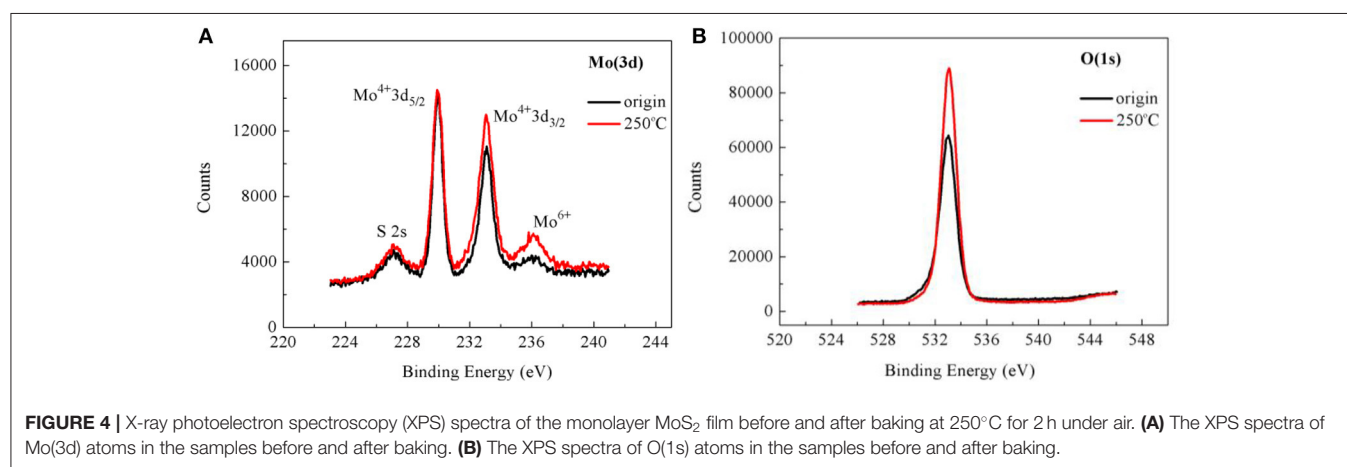 A
Mo(3d)
origin
250°C
Mo⁴⁺3d₅/₂
Mo⁴⁺3d₃/₂
S 2s
Mo⁶⁺
Counts
16000
12000
8000
4000
0
220 224 228 232 236 240 244
Binding Energy (eV)
B
O(1s)
origin
250°C
Counts
100000
80000
60000
40000
20000
0
520 524 528 532 536 540 544 548
Binding Energy (eV)
FIGURE 4 | X-ray photoelectron spectroscopy (XPS) spectra of the monolayer MoS₂ film before and after baking at 250°C for 2 h under air. (A) The XPS spectra of
Mo(3d) atoms in the samples before and after baking. (B) The XPS spectra of O(1s) atoms in the samples before and after baking.